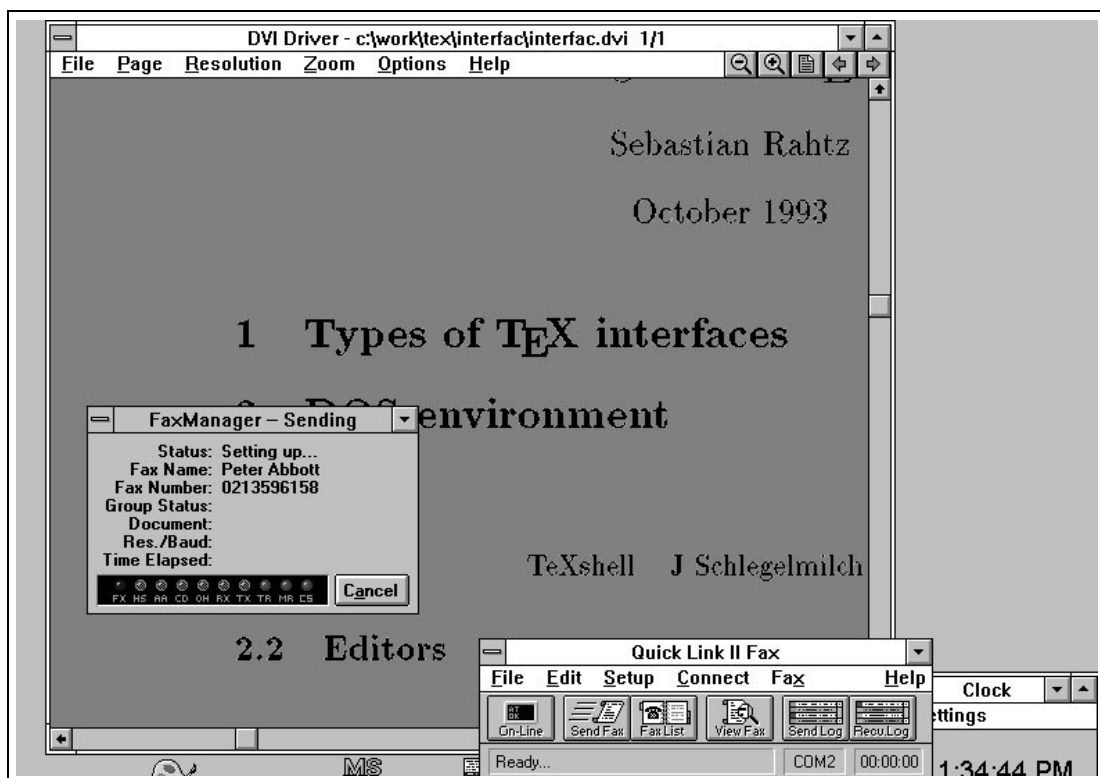 DVI Driver - c:\work\tex\interfac\interfac.dvi 1/1
File Page Resolution Zoom Options Help
Sebastian Rahtz
October 1993
1 Types of TEX interfaces
environment
FaxManager – Sending
Status: Setting up...
Fax Name: Peter Abbott
Fax Number: 0213596158
Group Status:
Document:
Res./Baud:
Time Elapsed:
FX HS AA CD OH RX TX TR MR CS
Cancel
TeXshell J Schlegelmilch
2.2 Editors
Quick Link II Fax
File Edit Setup Connect Fax Help
AT
OK
On-Line Send Fax Fax List View Fax Send Log Recv.Log
Ready... COM2 00:00:00
Clock
ettings
1:34:44 PM
MS